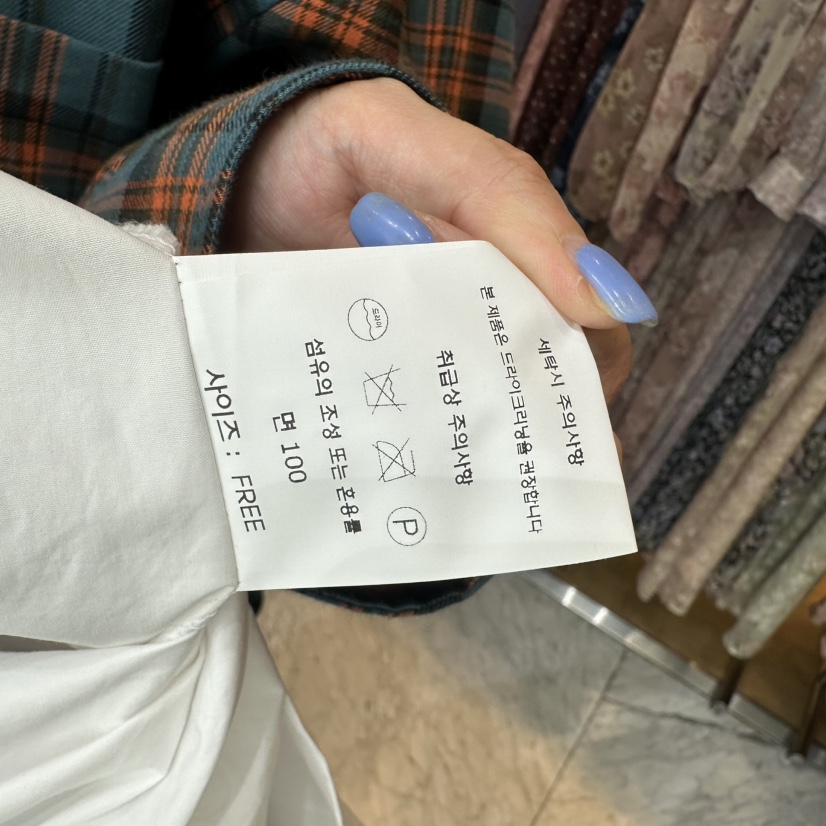 사이즈 : FREE
면 100
섬유의 조성 또는 혼용률
드라이
P
취급상 주의사항
본 제품은 드라이크리닝을 권장합니다
세탁시 주의사항